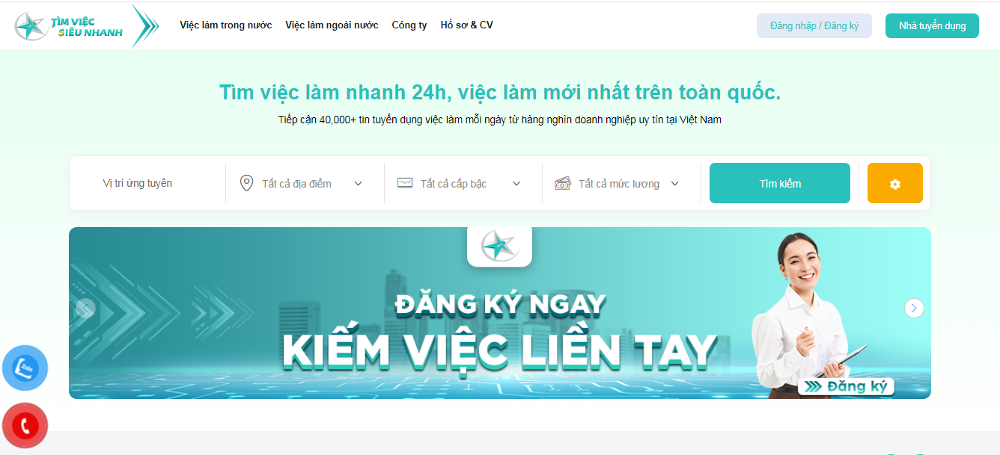 TÌM VIỆC
SIÊU NHANH
Việc làm trong nước
Việc làm ngoài nước
Công ty
Hồ sơ & CV
Đăng nhập / Đăng ký
Nhà tuyển dụng
Tìm việc làm nhanh 24h, việc làm mới nhất trên toàn quốc.
Tiếp cận 40,000+ tin tuyển dụng việc làm mỗi ngày từ hàng nghìn doanh nghiệp uy tín tại Việt Nam
Vị trí ứng tuyển
Tất cả địa điểm
Tất cả cấp bậc
Tất cả mức lương
Tìm kiếm
ĐĂNG KÝ NGAY
KIẾM VIỆC LIỀN TAY
Đăng ký
Zalo